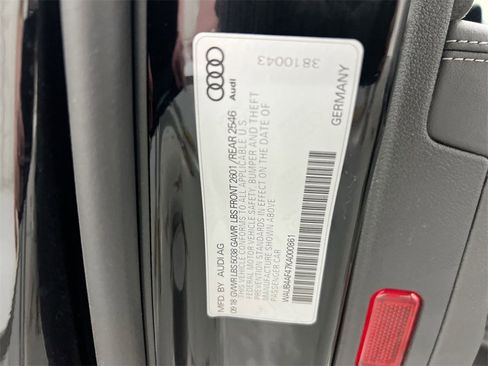 3810043
Audi
GERMANY
MFD. BY AUDI AG
09-18 GVWR LBS 5038 GAWR LBS FRONT 2601/REAR 2546
THIS VEHICLE CONFORMS TO ALL APPLICABLE U.S.
FEDERAL MOTOR VEHICLE SAFETY, BUMPER AND THEFT
PREVENTION STANDARDS IN EFFECT ON THE DATE OF
MANUFACTURE SHOWN ABOVE
PASSENGER CAR
WAUB4AF47KA000861